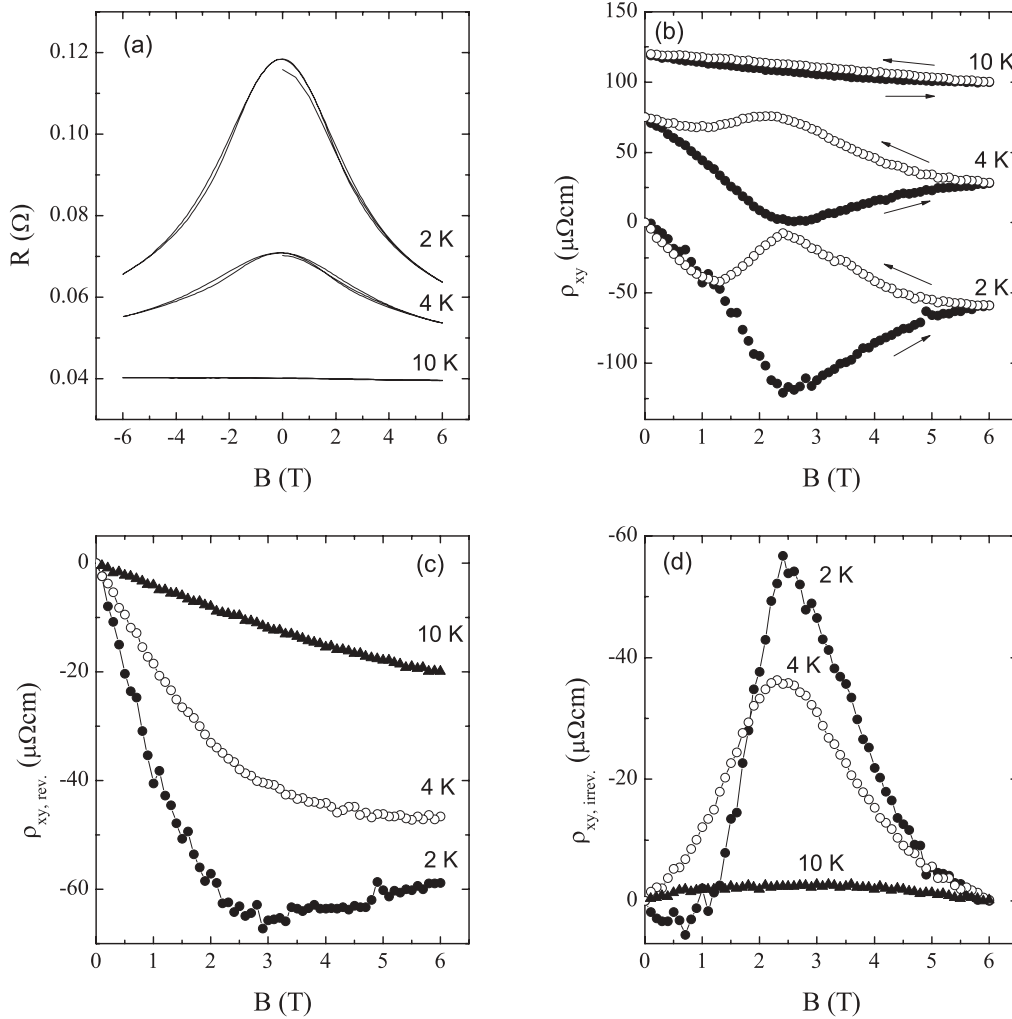 (a)
0.12
0.10
0.08
0.06
0.04
R (Ω)
2 K
4 K
10 K
-6 -4 -2 0 2 4 6
B (T)
(b)
150
100
50
0
-50
-100
ρxy (μΩcm)
10 K
4 K
2 K
0 1 2 3 4 5 6
B (T)
(c)
0
-20
-40
-60
ρxy, rev. (μΩcm)
10 K
4 K
2 K
0 1 2 3 4 5 6
B (T)
(d)
-60
-40
-20
0
ρxy, irrev. (μΩcm)
2 K
4 K
10 K
0 1 2 3 4 5 6
B (T)